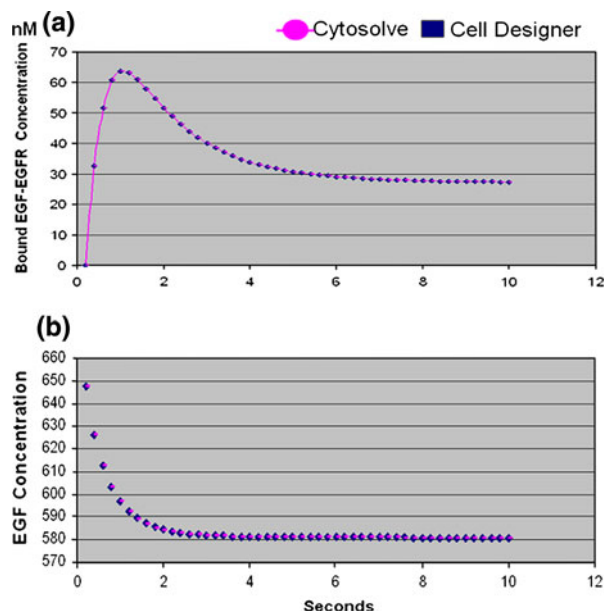 nM (a) Cytosolve Cell Designer
Bound EGF-EGFR Concentration
70
60
50
40
30
20
10
0
0 2 4 6 8 10 12
(b)
EGF Concentration
660
650
640
630
620
610
600
590
580
570
0 2 4 6 8 10 12
Seconds